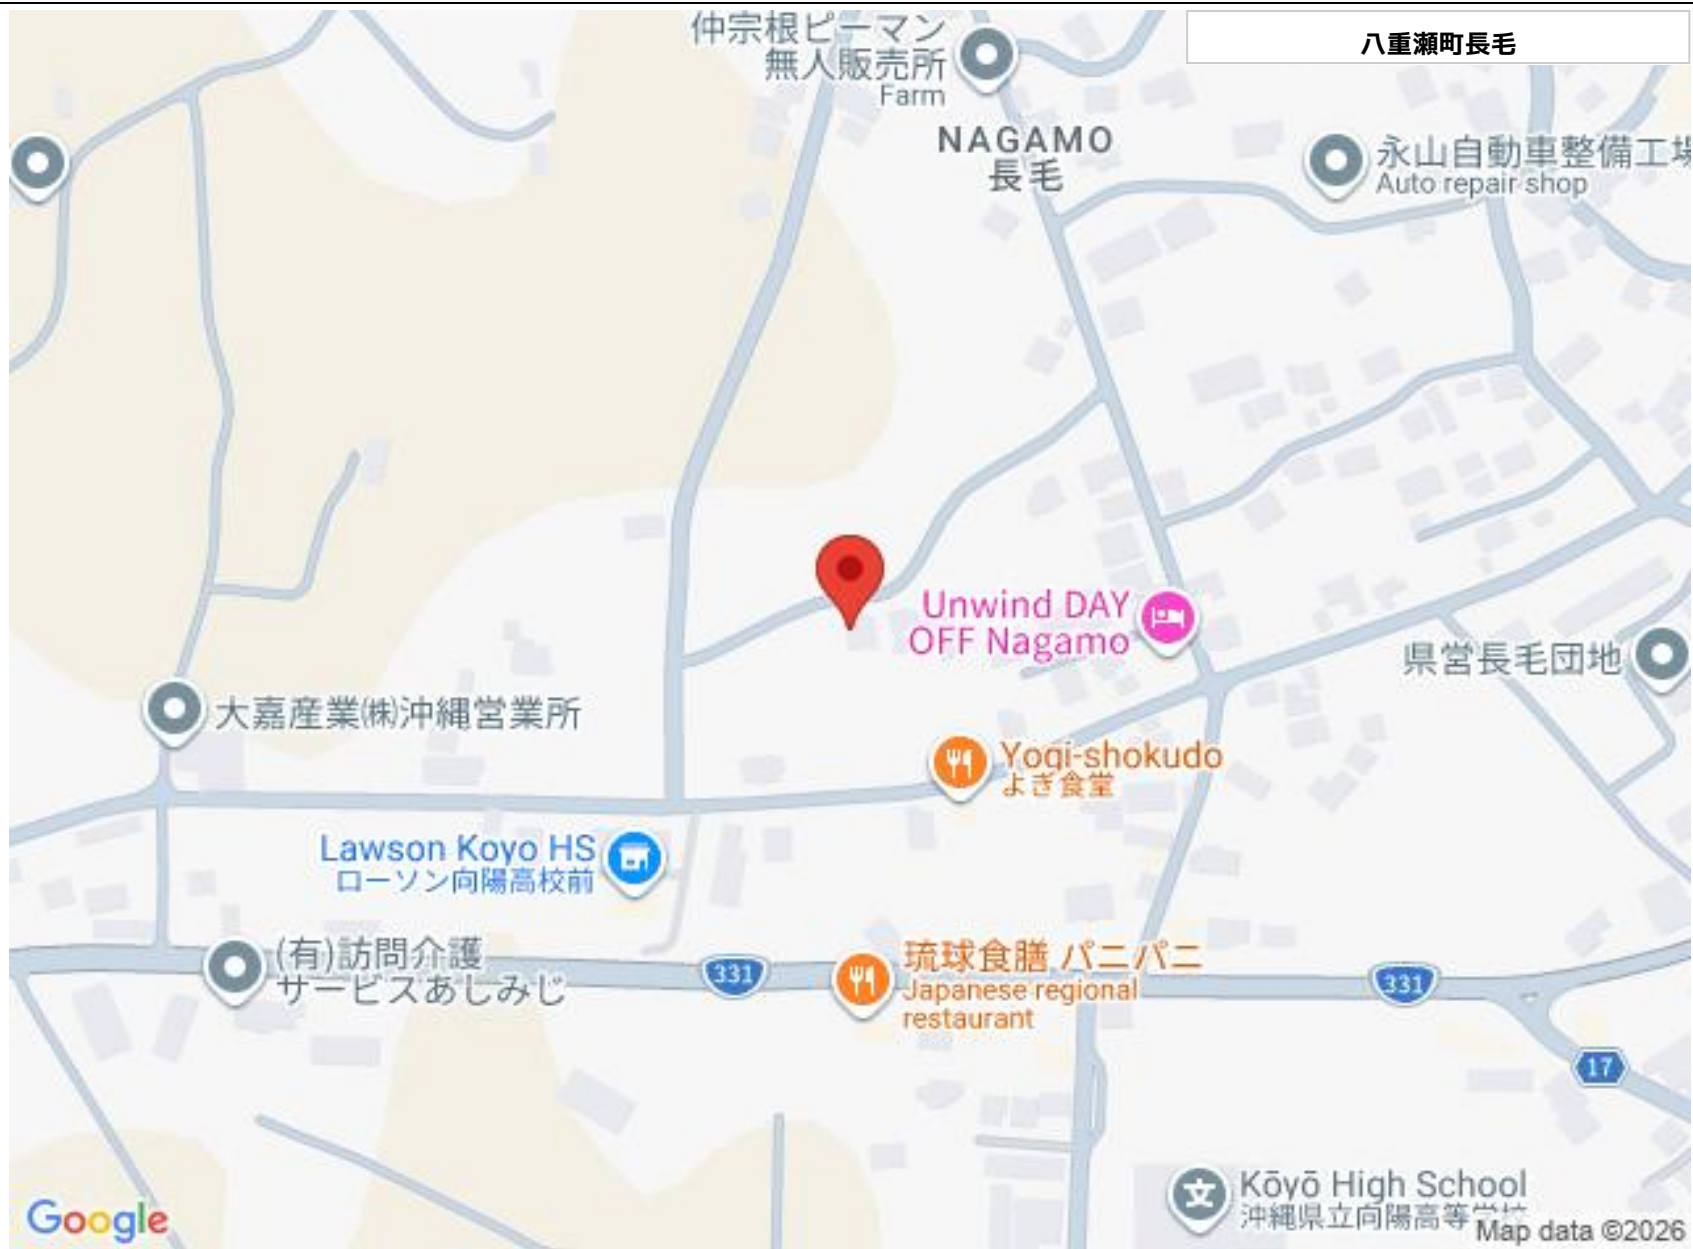 八重瀬町長毛
仲宗根ピーマン
無人販売所
Farm
NAGAMO
長毛
永山自動車整備工場
Auto repair shop
Unwind DAY
OFF Nagamo
県営長毛団地
大嘉産業㈱沖縄営業所
Yogi-shokudo
よぎ食堂
Lawson Koyo HS
ローソン向陽高校前
(有)訪問介護
サービスあしみじ
331
琉球食膳 パニパニ
Japanese regional
restaurant
331
17
Kōyō High School
沖縄県立向陽高等学校
Google
Map data ©2026